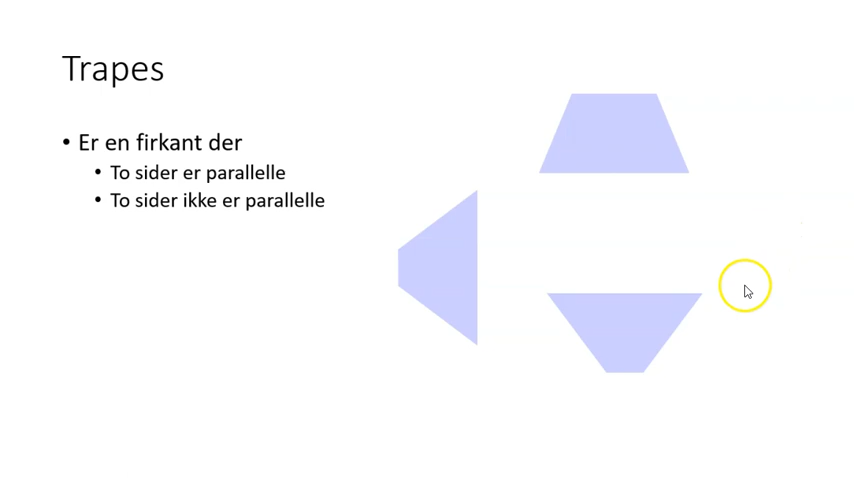 Trapes
• Er en firkant der
• To sider er parallelle
• To sider ikke er parallelle